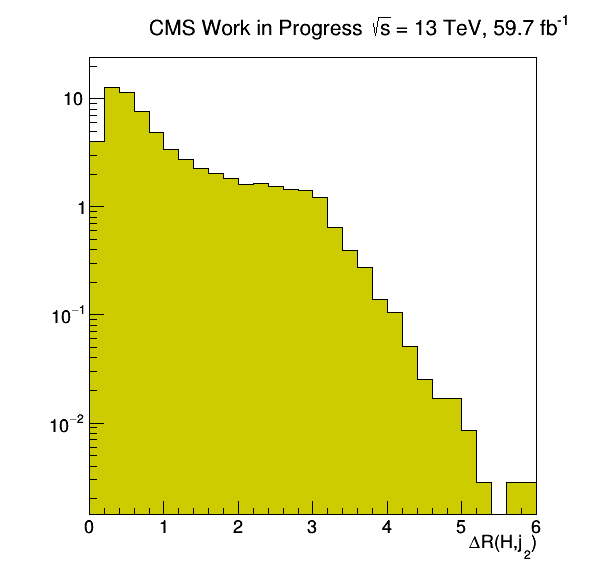 CMS Work in Progress √s = 13 TeV, 59.7 fb⁻¹
10
1
10⁻¹
10⁻²
0 1 2 3 4 5 6
ΔR(H,j₂)